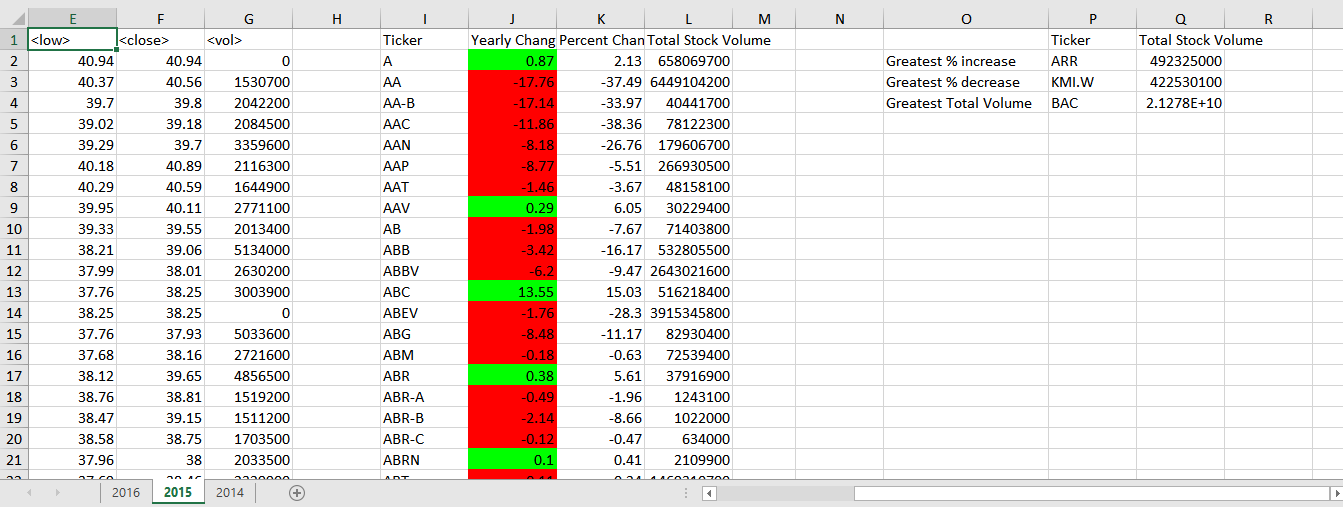 E F G H I J K L M N O P Q R
1 <low> <close> <vol> Ticker Yearly Chang Percent Chan Total Stock Volume Ticker Total Stock Volume
2 40.94 40.94 0 A 0.87 2.13 658069700 Greatest % increase ARR 492325000
3 40.37 40.56 1530700 AA -17.76 -37.49 6449104200 Greatest % decrease KMI.W 422530100
4 39.7 39.8 2042200 AA-B -17.14 -33.97 40441700 Greatest Total Volume BAC 2.1278E+10
5 39.02 39.18 2084500 AAC -11.86 -38.36 78122300
6 39.29 39.7 3359600 AAN -8.18 -26.76 179606700
7 40.18 40.89 2116300 AAP -8.77 -5.51 266930500
8 40.29 40.59 1644900 AAT -1.46 -3.67 48158100
9 39.95 40.11 2771100 AAV 0.29 6.05 30229400
10 39.33 39.55 2013400 AB -1.98 -7.67 71403800
11 38.21 39.06 5134000 ABB -3.42 -16.17 532805500
12 37.99 38.01 2630200 ABBV -6.2 -9.47 2643021600
13 37.76 38.25 3003900 ABC 13.55 15.03 516218400
14 38.25 38.25 0 ABEV -1.76 -28.3 3915345800
15 37.76 37.93 5033600 ABG -8.48 -11.17 82930400
16 37.68 38.16 2721600 ABM -0.18 -0.63 72539400
17 38.12 39.65 4856500 ABR 0.38 5.61 37916900
18 38.76 38.81 1519200 ABR-A -0.49 -1.96 1243100
19 38.47 39.15 1511200 ABR-B -2.14 -8.66 1022000
20 38.58 38.75 1703500 ABR-C -0.12 -0.47 634000
21 37.96 38 2033500 ABRN 0.1 0.41 2109900
2016 2015 2014